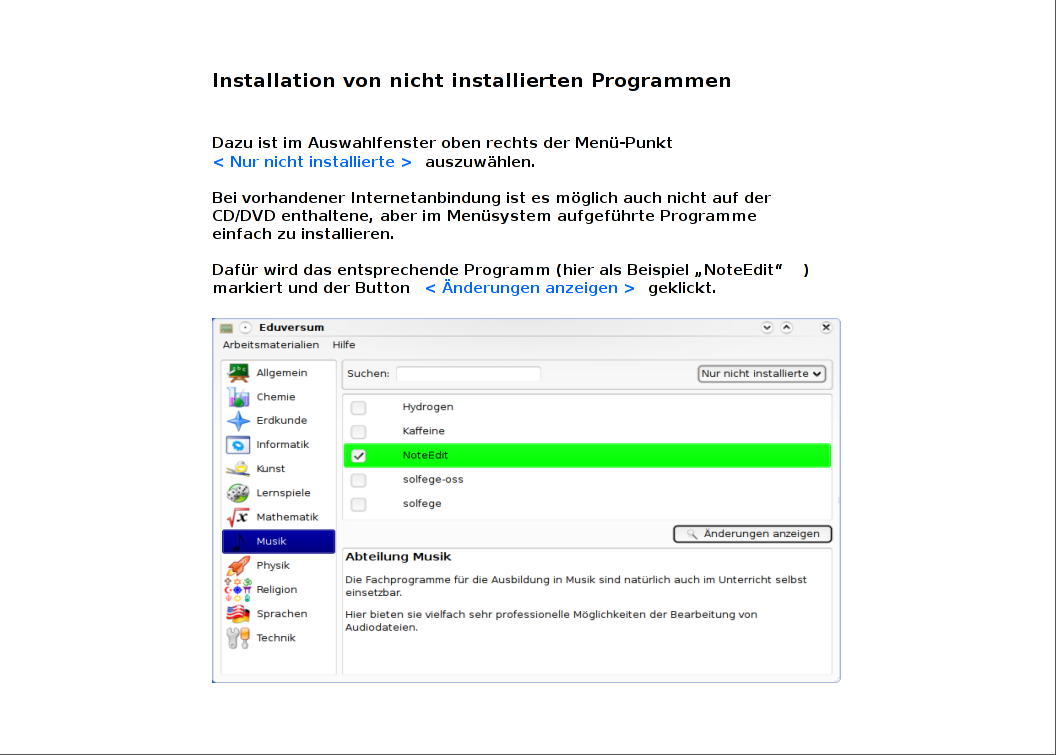 Installation von nicht installierten Programmen
Dazu ist im Auswahlfenster oben rechts der Menü-Punkt
< Nur nicht installierte > auszuwählen.
Bei vorhandener Internetanbindung ist es möglich auch nicht auf der
CD/DVD enthaltene, aber im Menüsystem aufgeführte Programme
einfach zu installieren.
Dafür wird das entsprechende Programm (hier als Beispiel „NoteEdit“ )
markiert und der Button < Änderungen anzeigen > geklickt.
Eduversum
Arbeitsmaterialien Hilfe
Allgemein
Chemie
Erdkunde
Informatik
Kunst
Lernspiele
Mathematik
Musik
Physik
Religion
Sprachen
Technik
Suchen:
Nur nicht installierte
Hydrogen
Kaffeine
NoteEdit
solfege-oss
solfege
Änderungen anzeigen
Abteilung Musik
Die Fachprogramme für die Ausbildung in Musik sind natürlich auch im Unterricht selbst
einsetzbar.
Hier bieten sie vielfach sehr professionelle Möglichkeiten der Bearbeitung von
Audiodateien.